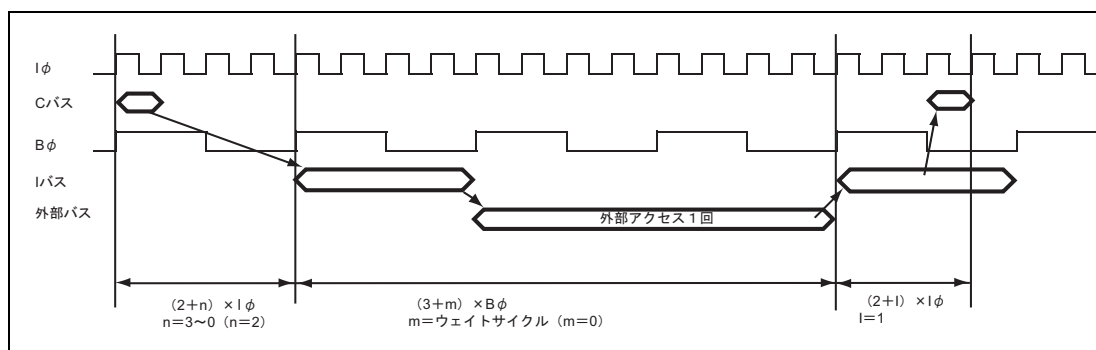 Iφ
Cバス
Bφ
Iバス
外部バス
外部アクセス1回
(2+n)×Iφ
n=3~0(n=2)
(3+m)×Bφ
m=ウェイトサイクル(m=0)
(2+l)×Iφ
l=1